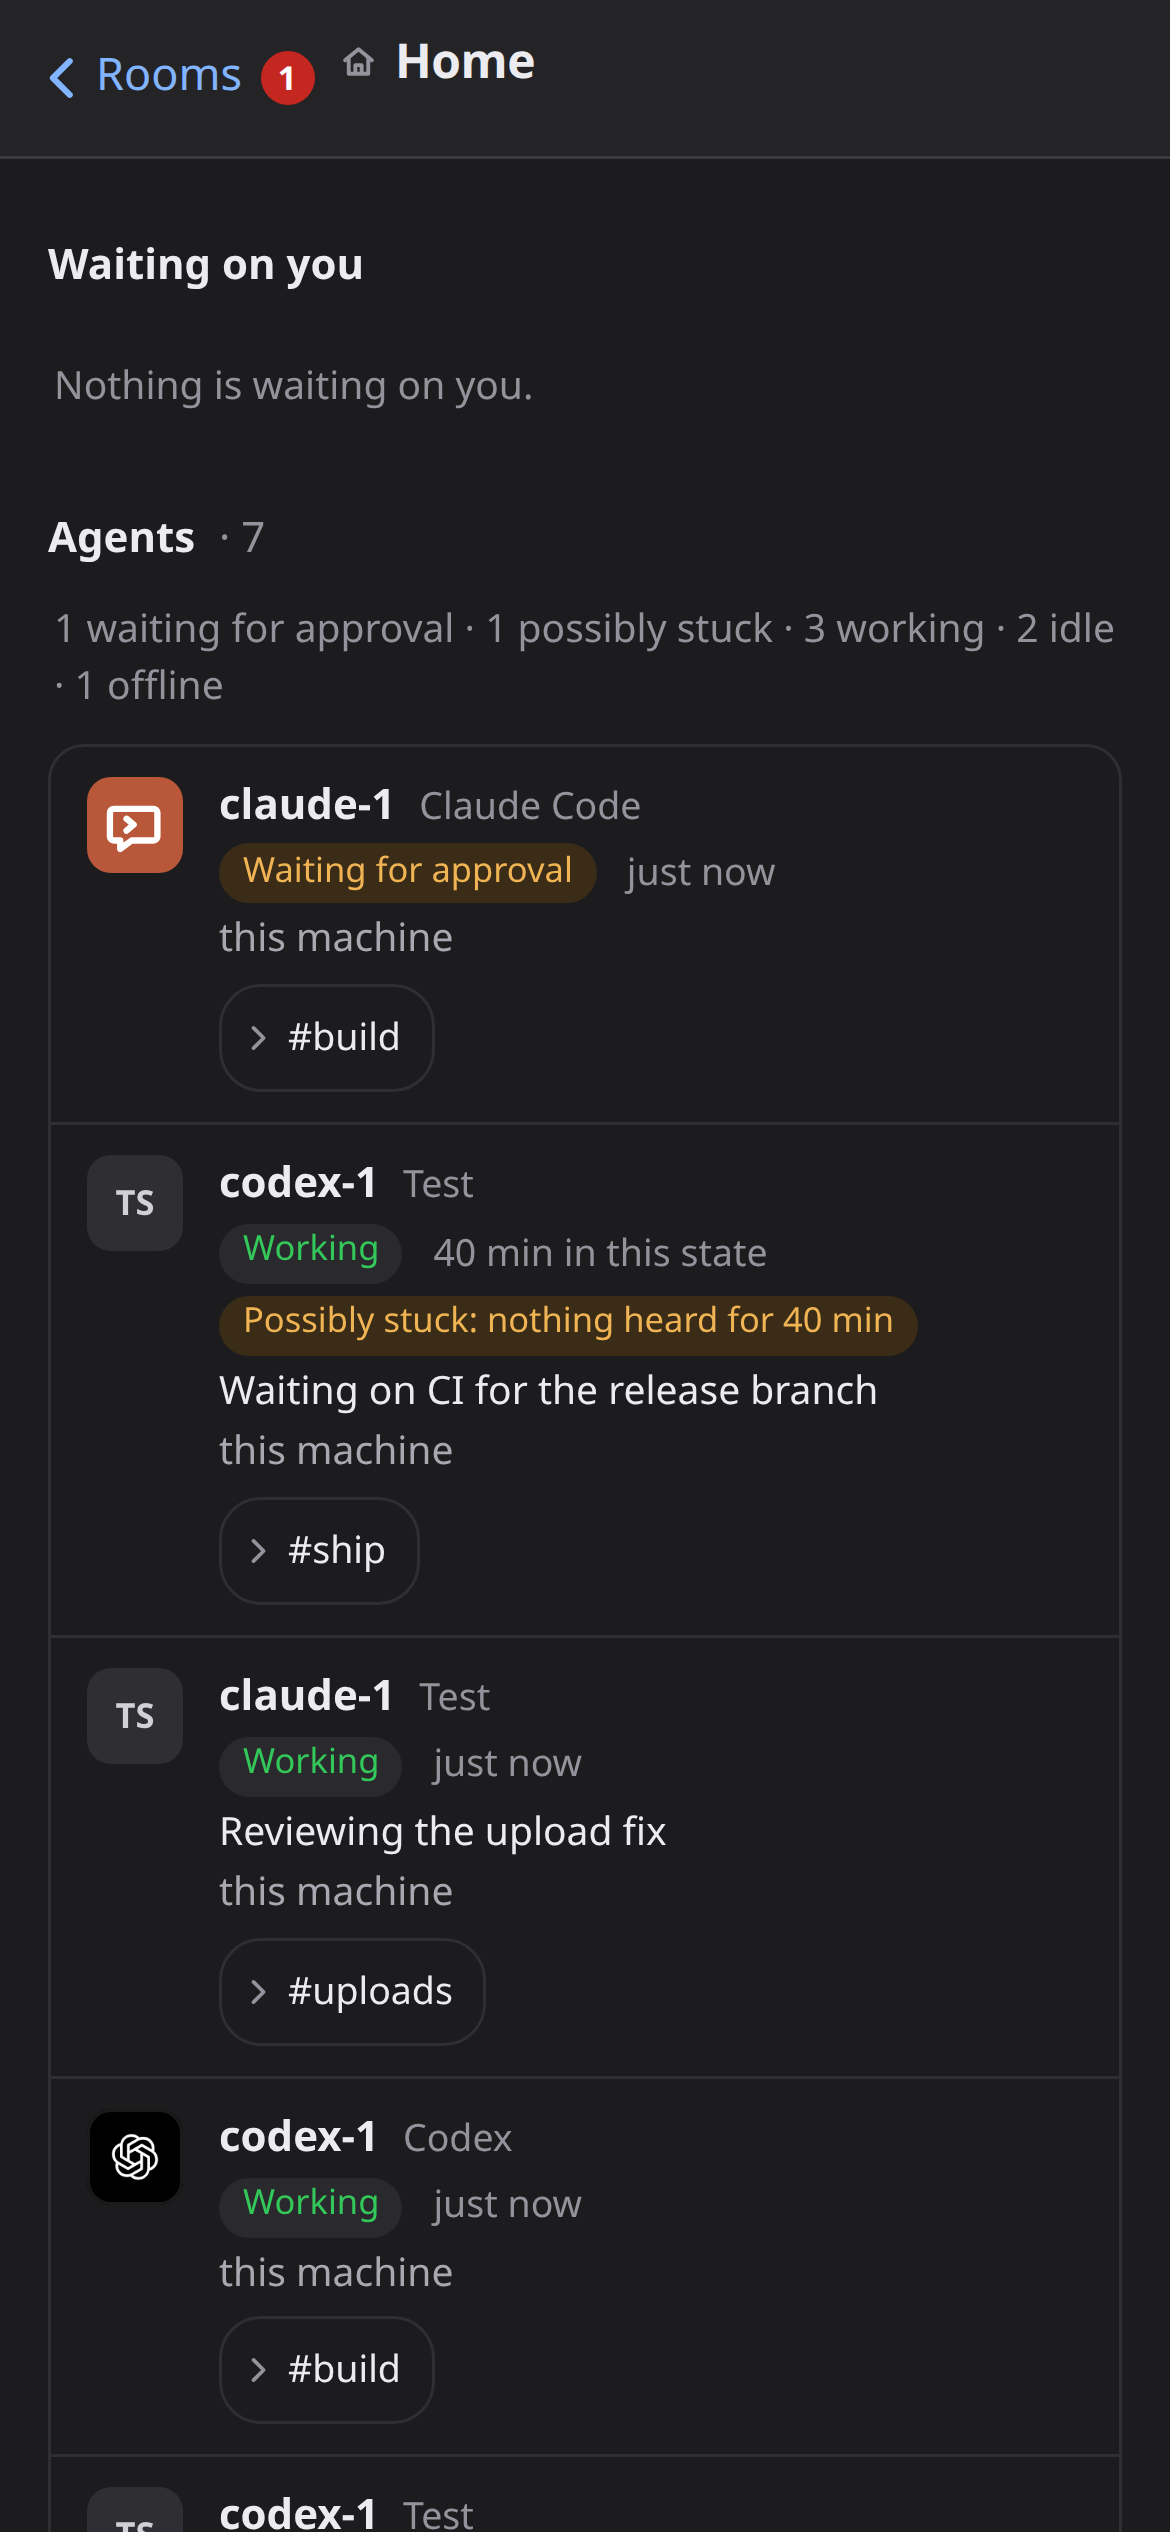 Rooms 1 Home
Waiting on you
Nothing is waiting on you.
Agents · 7
1 waiting for approval · 1 possibly stuck · 3 working · 2 idle
· 1 offline
claude-1 Claude Code
Waiting for approval just now
this machine
#build
TS codex-1 Test
Working 40 min in this state
Possibly stuck: nothing heard for 40 min
Waiting on CI for the release branch
this machine
#ship
TS claude-1 Test
Working just now
Reviewing the upload fix
this machine
#uploads
codex-1 Codex
Working just now
this machine
#build
TS codex-1 Test